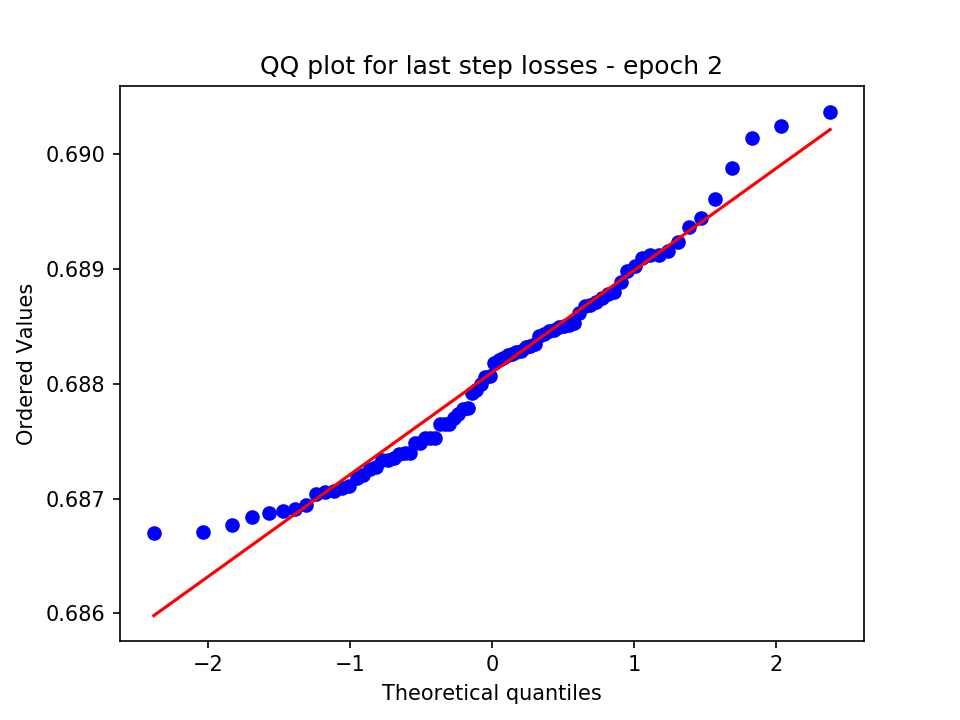 QQ plot for last step losses - epoch 2
Ordered Values
0.690
0.689
0.688
0.687
0.686
−2 −1 0 1 2
Theoretical quantiles